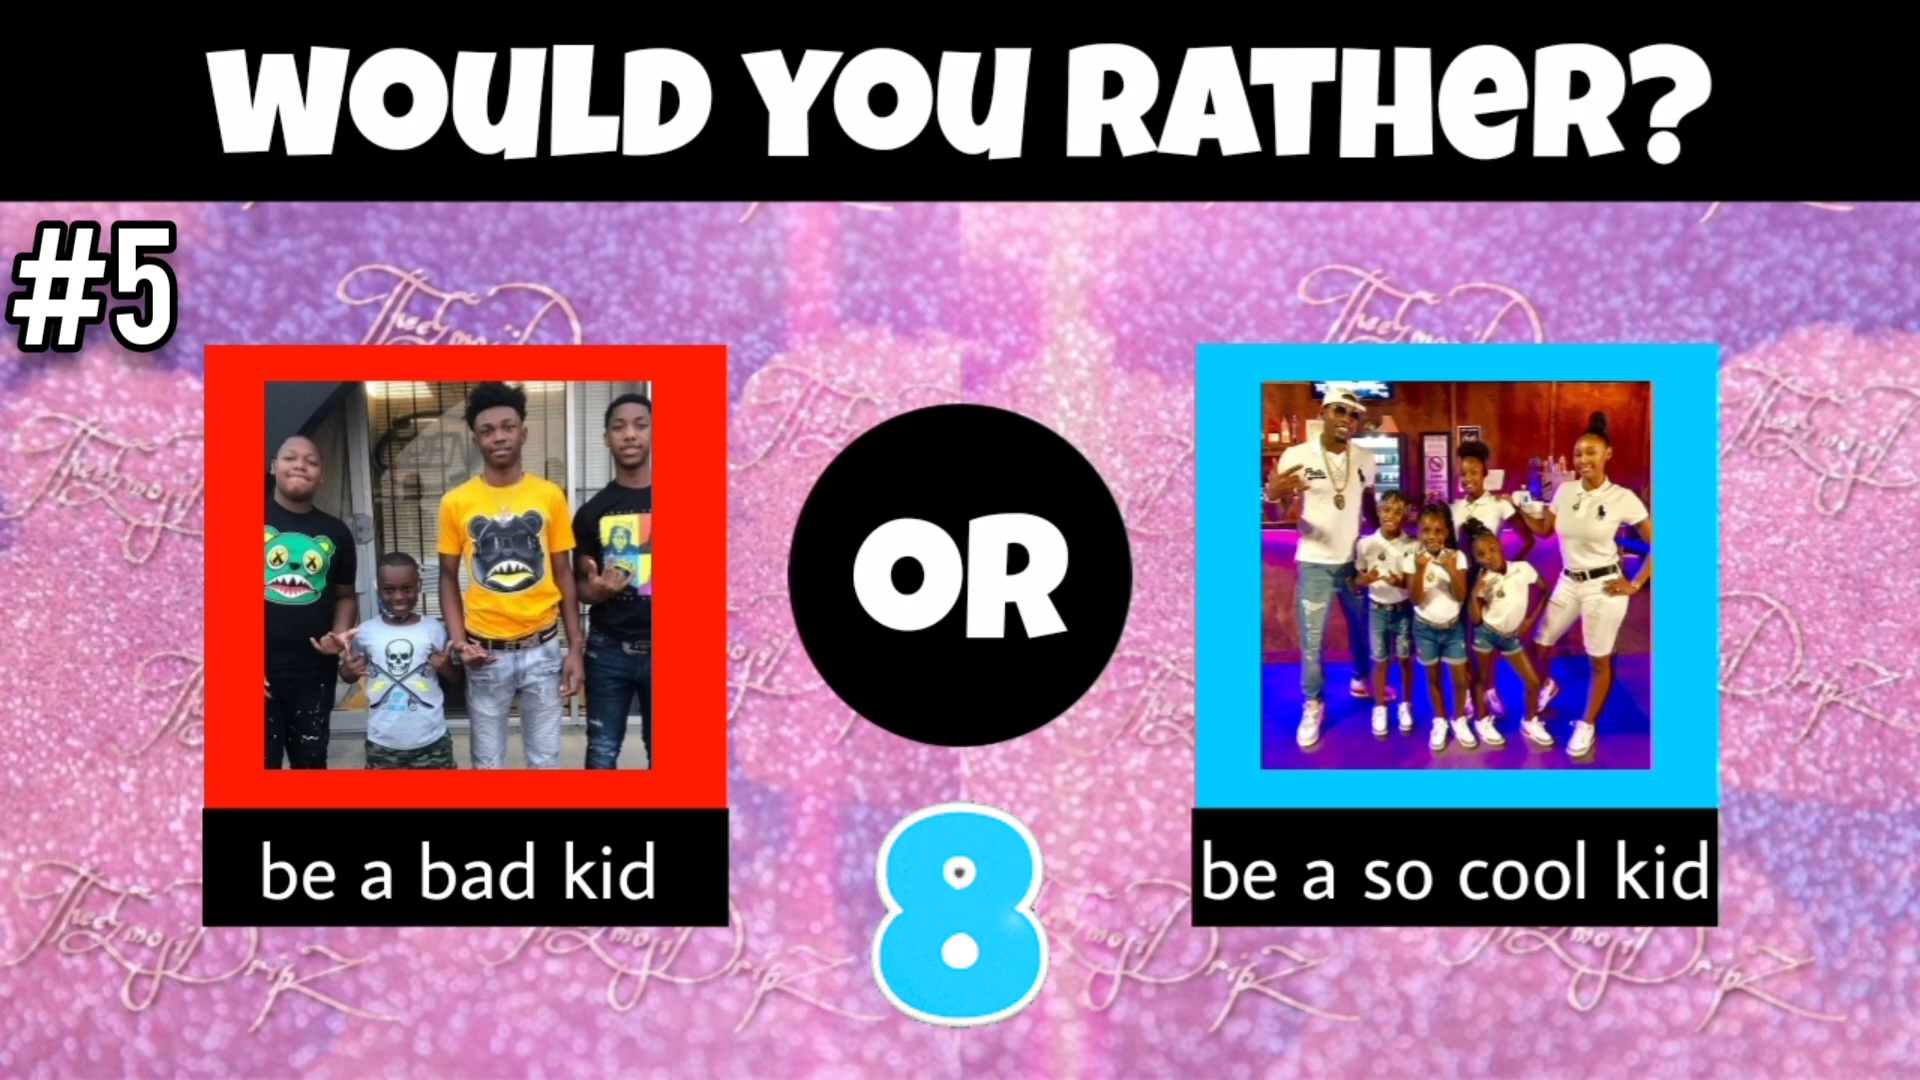 WOULD YOU RATHER?
#5
OR
be a bad kid
be a so cool kid
8